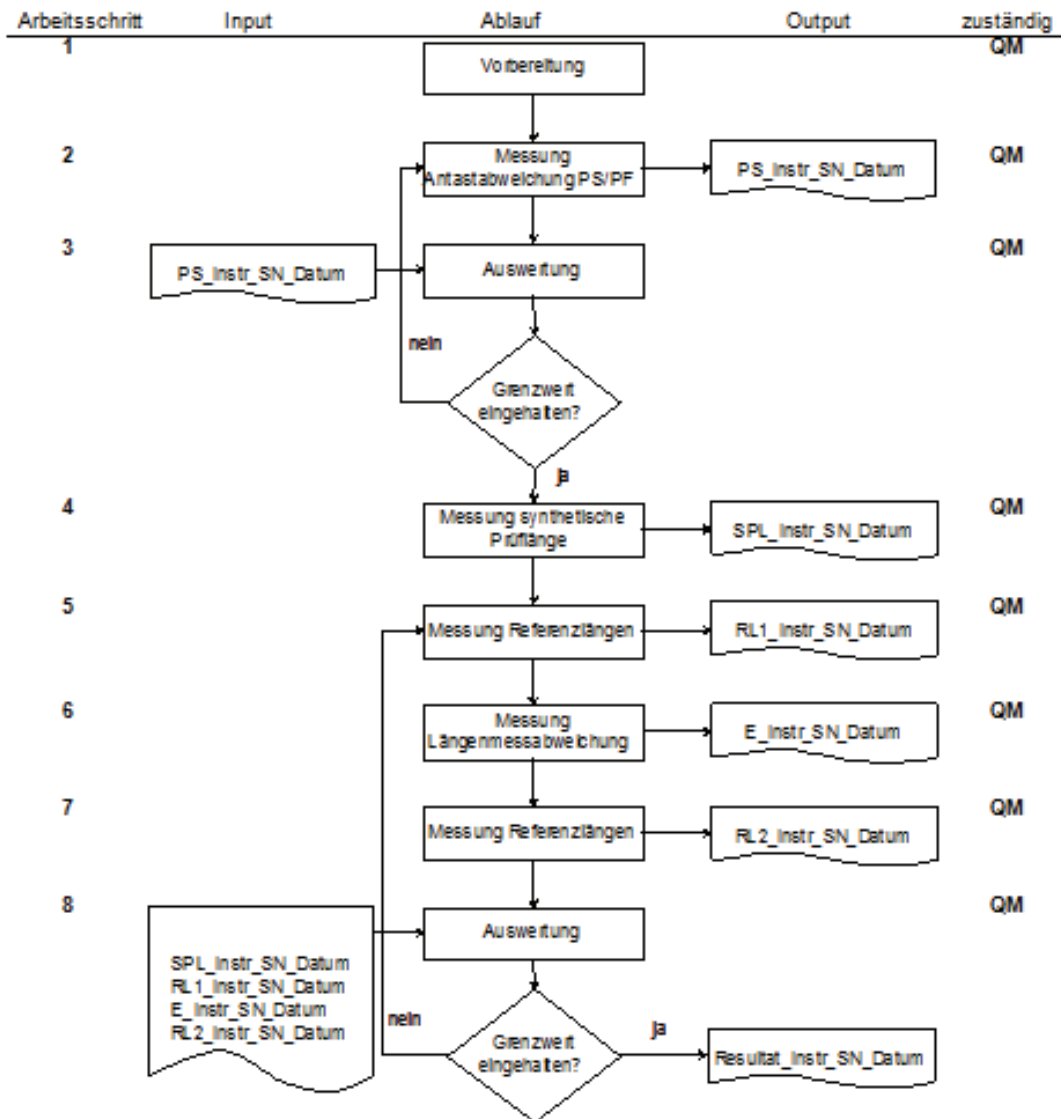 Arbeitsschritt Input Ablauf Output zuständig
1 QM
Vorbereitung
2 QM
Messung
Antastabweichung PS/PF
PS_Instr_SN_Datum
3 QM
PS_Instr_SN_Datum
Auswertung
nein
Grenzwert
eingehalten?
ja
4 QM
Messung synthetische
Prüflänge
SPL_Instr_SN_Datum
5 QM
Messung Referenzlängen
RL1_Instr_SN_Datum
6 QM
Messung
Längenmessabweichung
E_Instr_SN_Datum
7 QM
Messung Referenzlängen
RL2_Instr_SN_Datum
8 QM
Auswertung
SPL_Instr_SN_Datum
RL1_Instr_SN_Datum
E_Instr_SN_Datum
RL2_Instr_SN_Datum
nein
Grenzwert
eingehalten?
ja
Resultat_Instr_SN_Datum